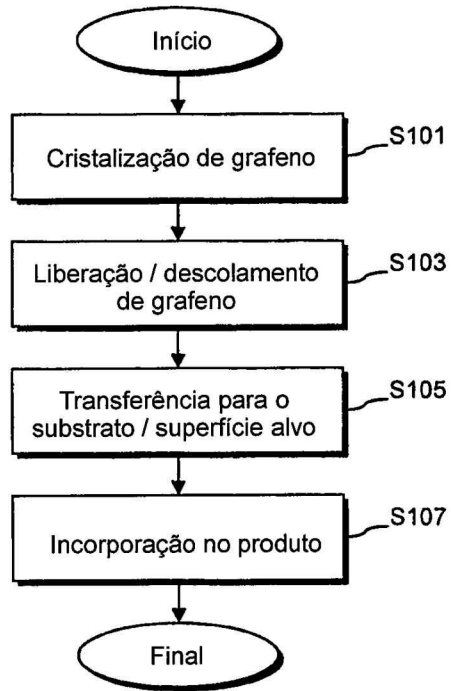 Início
Cristalização de grafeno
S101
Liberação / descolamento
de grafeno
S103
Transferência para o
substrato / superfície alvo
S105
Incorporação no produto
S107
Final